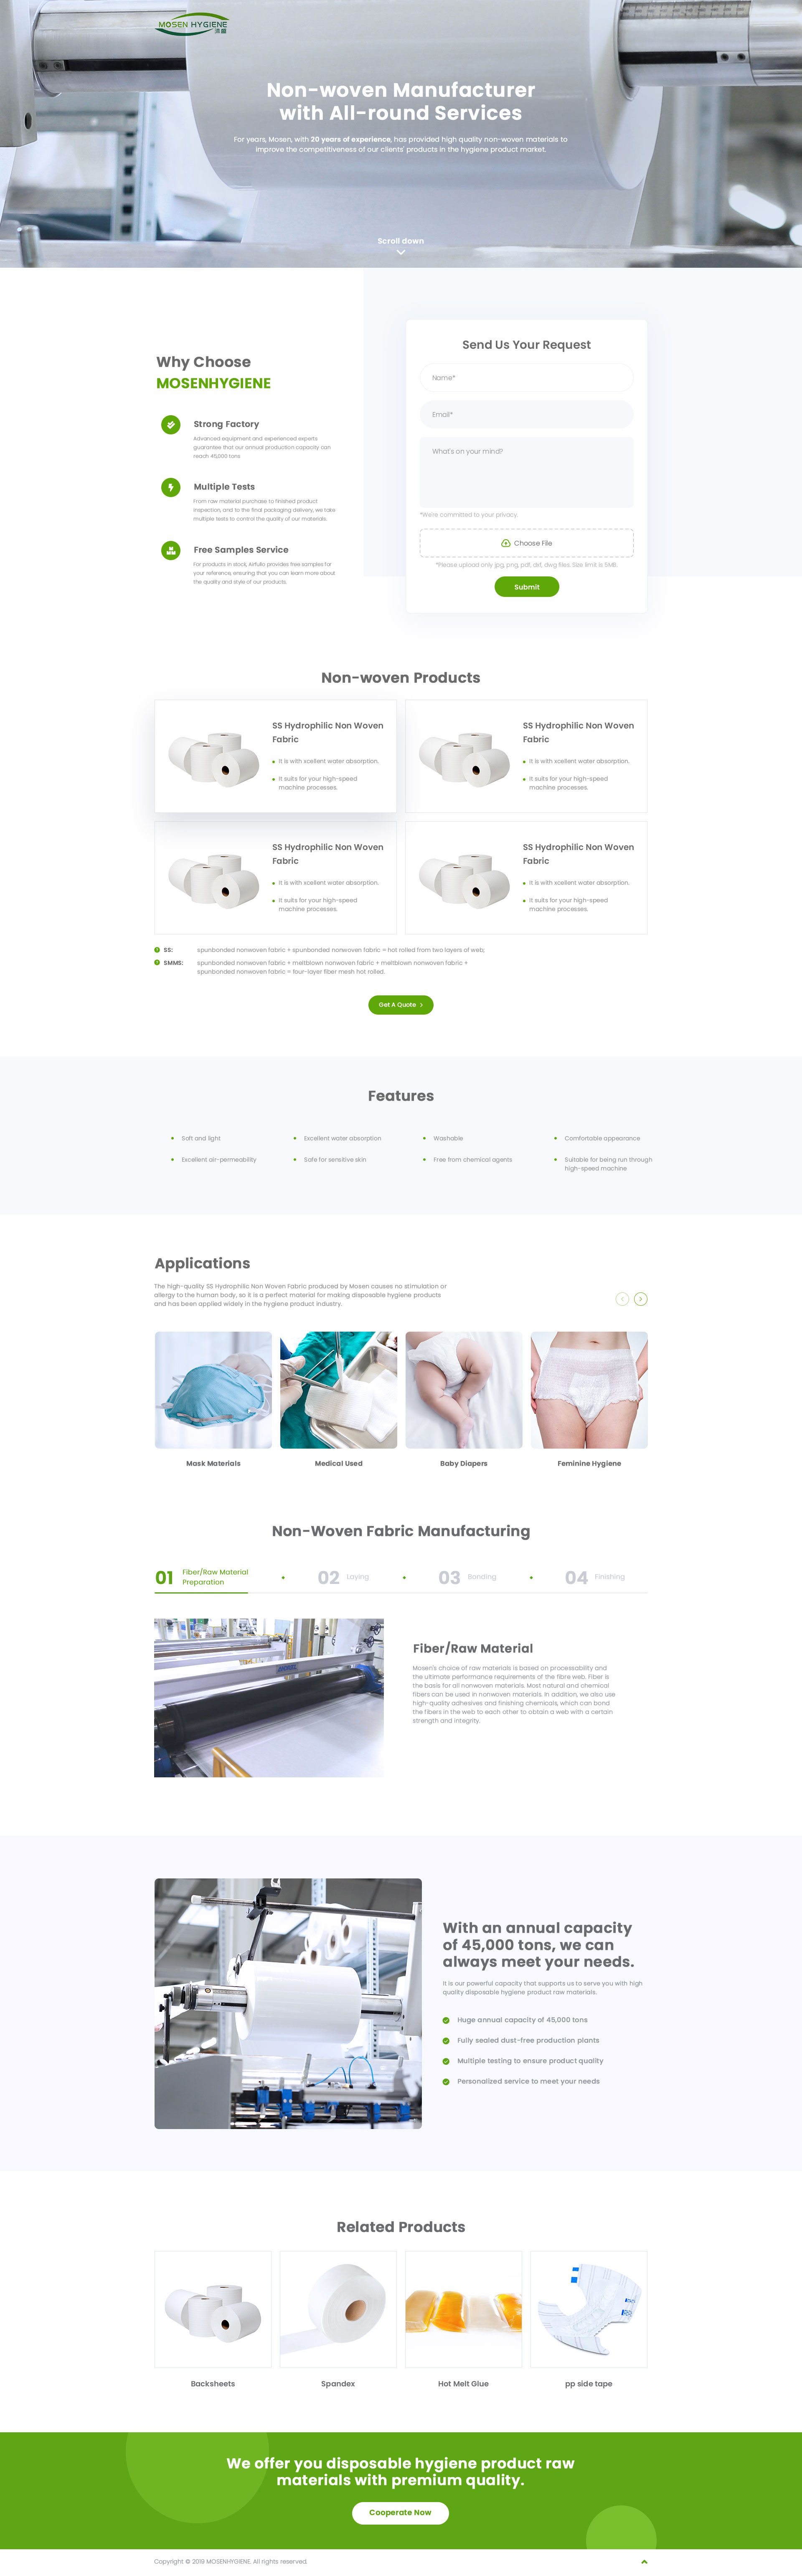 MOSEN HYGIENE
Non-woven Manufacturer
with All-round Services
For years, Mosen, with 20 years of experience, has provided high quality non-woven materials to
improve the competitiveness of our clients' products in the hygiene product market.
Scroll down
Why Choose
MOSENHYGIENE
Strong Factory
Advanced equipment and experienced experts
guarantee that our annual production capacity can
reach 45,000 tons
Multiple Tests
From raw material purchase to finished product
inspection, and to the final packaging delivery, we take
multiple tests to control the quality of our materials.
Free Samples Service
For products in stock, Airfullo provides free samples for
your reference, ensuring that you can learn more about
the quality and style of our products
Send Us Your Request
Name*
Email*
What's on your mind?
*We're committed to your privacy.
Choose File
*Please upload only jpg, png, pdf, dxf, dwg files. Size limit is 5MB.
Submit
Non-woven Products
SS Hydrophilic Non Woven
Fabric
It is with xcellent water absorption.
It suits for your high-speed
machine processes.
SS Hydrophilic Non Woven
Fabric
It is with xcellent water absorption.
It suits for your high-speed
machine processes.
SS Hydrophilic Non Woven
Fabric
It is with xcellent water absorption.
It suits for your high-speed
machine processes.
SS Hydrophilic Non Woven
Fabric
It is with xcellent water absorption.
It suits for your high-speed
machine processes.
SS: spunbonded nonwoven fabric + spunbonded nonwoven fabric = hot rolled from two layers of web;
SMMS: spunbonded nonwoven fabric + meltblown nonwoven fabric + meltblown nonwoven fabric +
spunbonded nonwoven fabric = four-layer fiber mesh hot rolled.
Get A Quote
Features
Soft and light
Excellent water absorption
Washable
Comfortable appearance
Excellent air-permeability
Safe for sensitive skin
Free from chemical agents
Suitable for being run through
high-speed machine
Applications
The high-quality SS Hydrophilic Non Woven Fabric produced by Mosen causes no stimulation or
allergy to the human body, so it is a perfect material for making disposable hygiene products
and has been applied widely in the hygiene product industry.
Mask Materials
Medical Used
Baby Diapers
Feminine Hygiene
Non-Woven Fabric Manufacturing
01 Fiber/Raw Material
Preparation
02 Laying
03 Bonding
04 Finishing
Fiber/Raw Material
Mosen's choice of raw materials is based on processability and
the ultimate performance requirements of the fibre web. Fiber is
the basis for all nonwoven materials. Most natural and chemical
fibers can be used in nonwoven materials. In addition, we also use
high-quality adhesives and finishing chemicals, which can bond
the fibers in the web to each other to obtain a web with a certain
strength and integrity.
With an annual capacity
of 45,000 tons, we can
always meet your needs.
It is our powerful capacity that supports us to serve you with high
quality disposable hygiene product raw materials.
Huge annual capacity of 45,000 tons
Fully sealed dust-free production plants
Multiple testing to ensure product quality
Personalized service to meet your needs
Related Products
Backsheets
Spandex
Hot Melt Glue
pp side tape
We offer you disposable hygiene product raw
materials with premium quality.
Cooperate Now
Copyright © 2019 MOSENHYGIENE. All rights reserved.